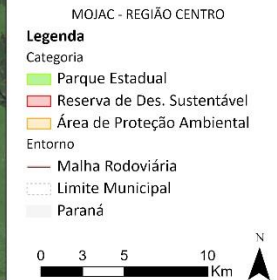 MOJAC - REGIÃO CENTRO
Legenda
Categoria
Parque Estadual
Reserva de Des. Sustentável
Área de Proteção Ambiental
Entorno
Malha Rodoviária
Limite Municipal
Paraná
N
0 3 5 10
Km